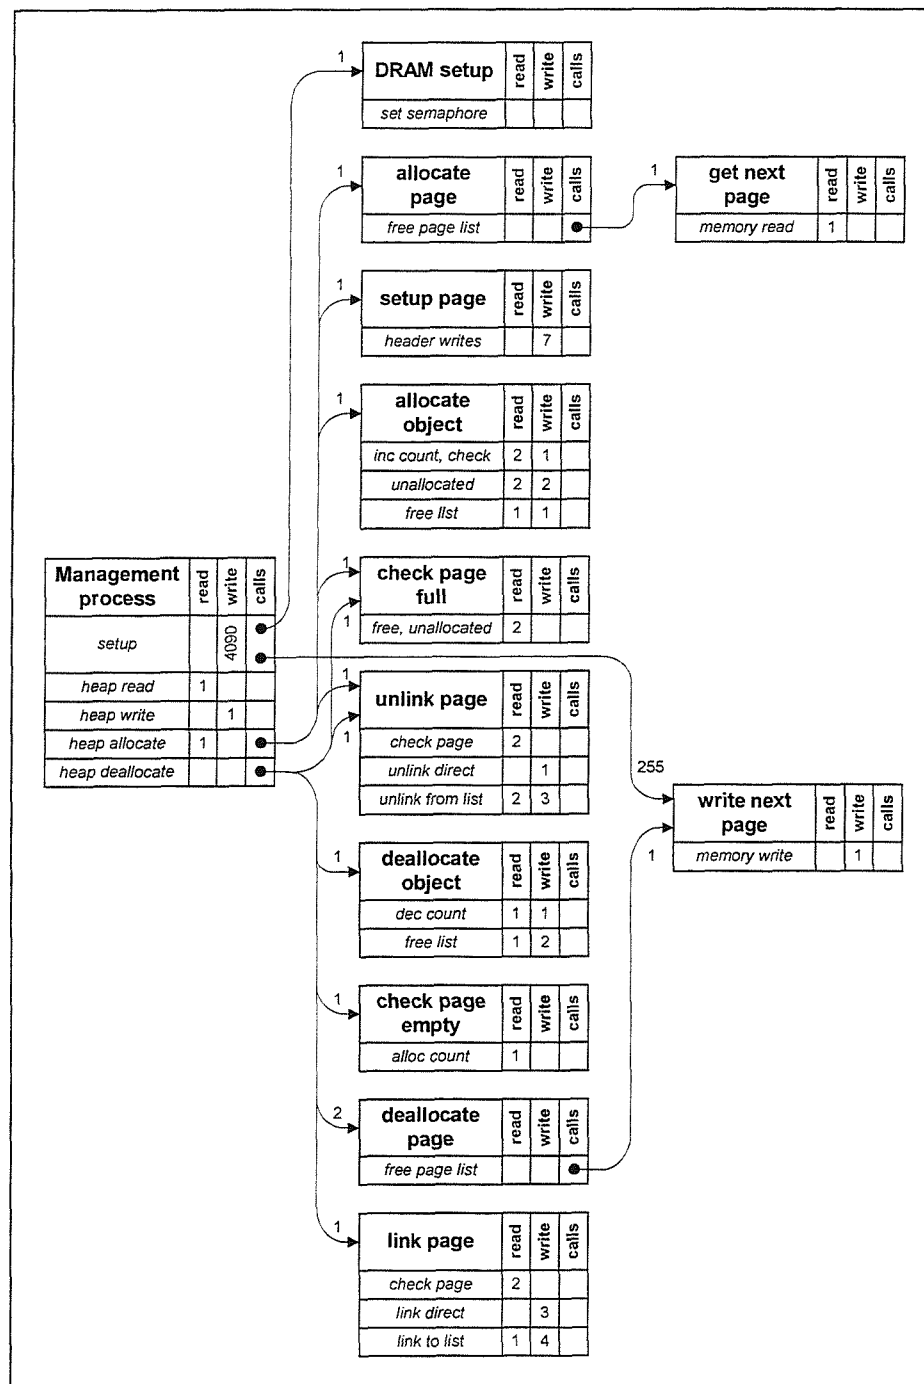 1
DRAM setup read write calls
set semaphore
1
allocate page read write calls
free page list
1
get next page read write calls
memory read 1
1
setup page read write calls
header writes 7
1
allocate object read write calls
inc count, check 2 1
unallocated 2 2
free list 1 1
Management process read write calls
setup 4090
heap read 1
heap write 1
heap allocate 1
heap deallocate
1
1
check page full read write calls
free, unallocated 2
1
1
unlink page read write calls
check page 2
unlink direct 1
unlink from list 2 3
255
1
write next page read write calls
memory write 1
1
deallocate object read write calls
dec count 1 1
free list 1 2
1
check page empty read write calls
alloc count 1
2
deallocate page read write calls
free page list
1
link page read write calls
check page 2
link direct 3
link to list 1 4